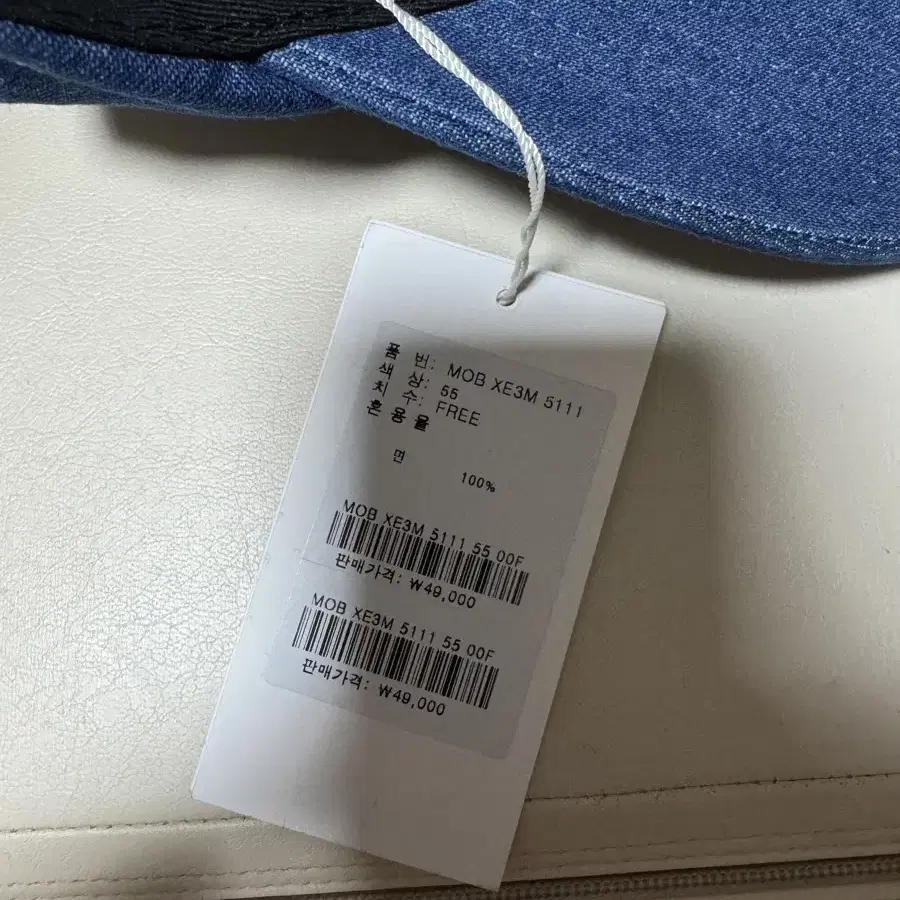 품 번: MOB XE3M 5111
색 상: 55
치 수: FREE
혼 용 율
면
100%
MOB XE3M 5111 55 00F
판매가격: ₩49,000
MOB XE3M 5111 55 00F
판매가격: ₩49,000